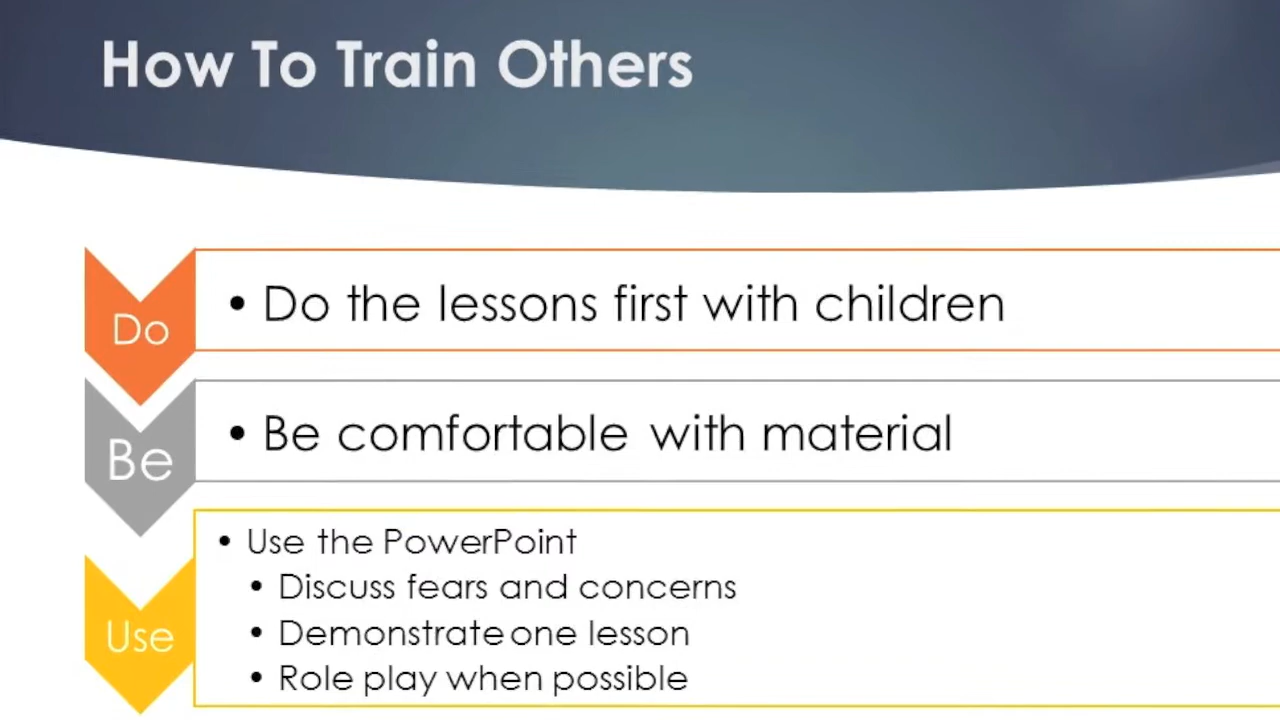 How To Train Others
Do
• Do the lessons first with children
Be
• Be comfortable with material
Use
• Use the PowerPoint
• Discuss fears and concerns
• Demonstrate one lesson
• Role play when possible